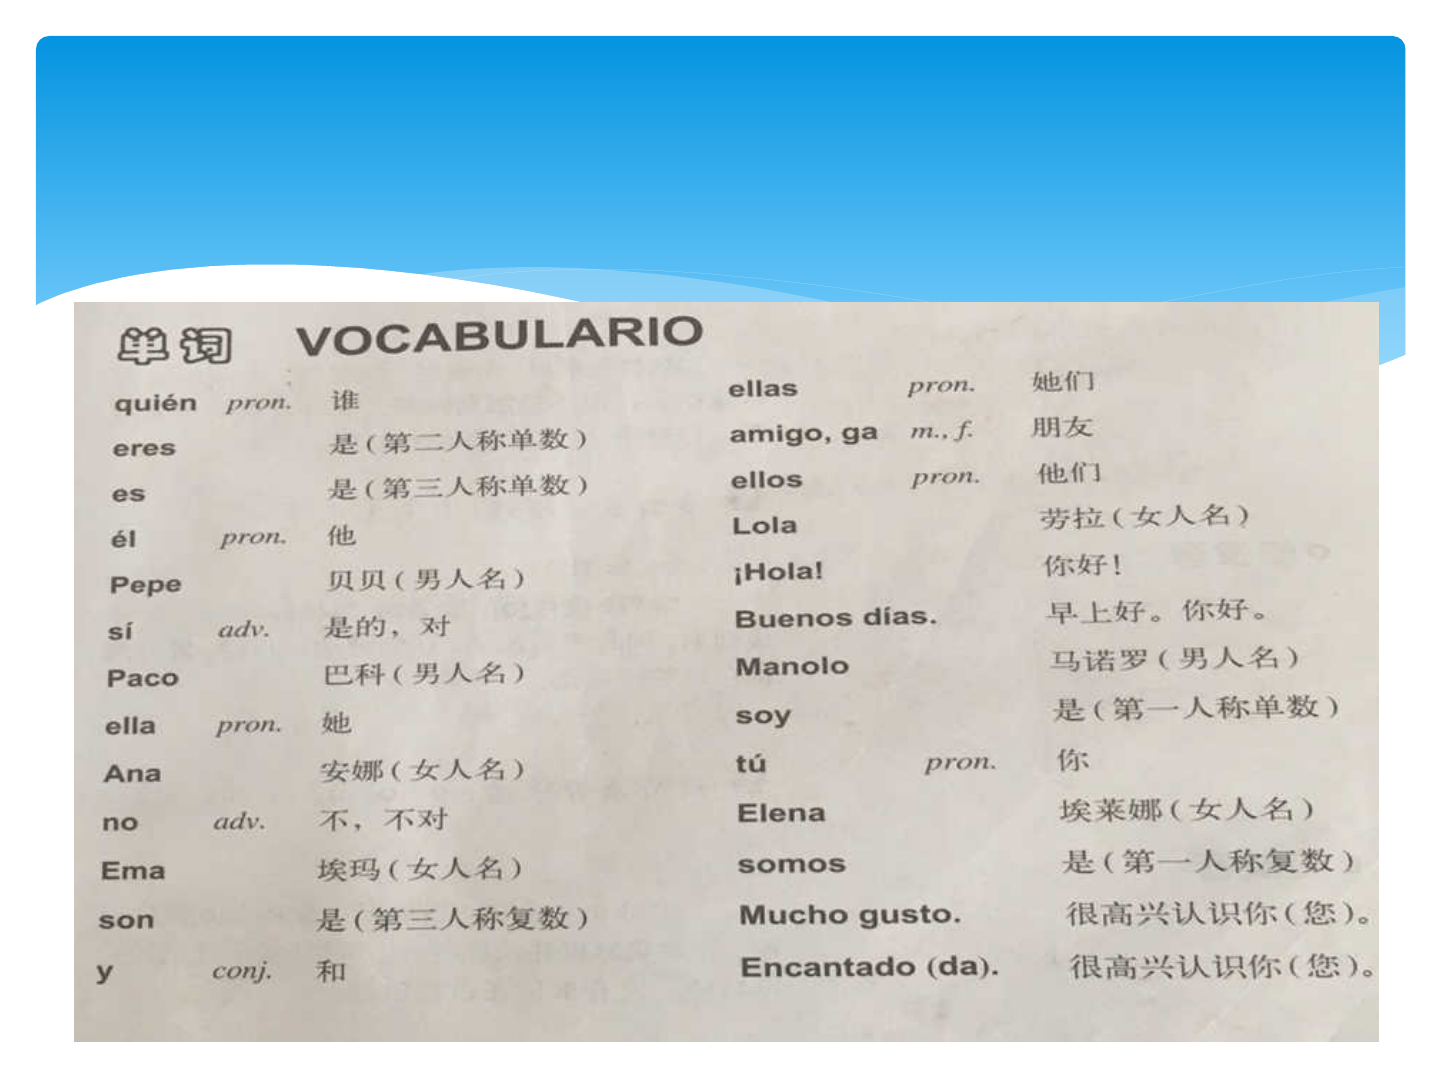 单词 VOCABULARIO
quién pron. 谁
eres 是(第二人称单数)
es 是(第三人称单数)
él pron. 他
Pepe 贝贝(男人名)
sí adv. 是的，对
Paco 巴科(男人名)
ella pron. 她
Ana 安娜(女人名)
no adv. 不，不对
Ema 埃玛(女人名)
son 是(第三人称复数)
y conj. 和
ellas pron. 她们
amigo, ga m., f. 朋友
ellos pron. 他们
Lola 劳拉(女人名)
¡Hola! 你好!
Buenos días. 早上好。你好。
Manolo 马诺罗(男人名)
soy 是(第一人称单数)
tú pron. 你
Elena 埃莱娜(女人名)
somos 是(第一人称复数)
Mucho gusto. 很高兴认识你(您)。
Encantado (da). 很高兴认识你(您)。